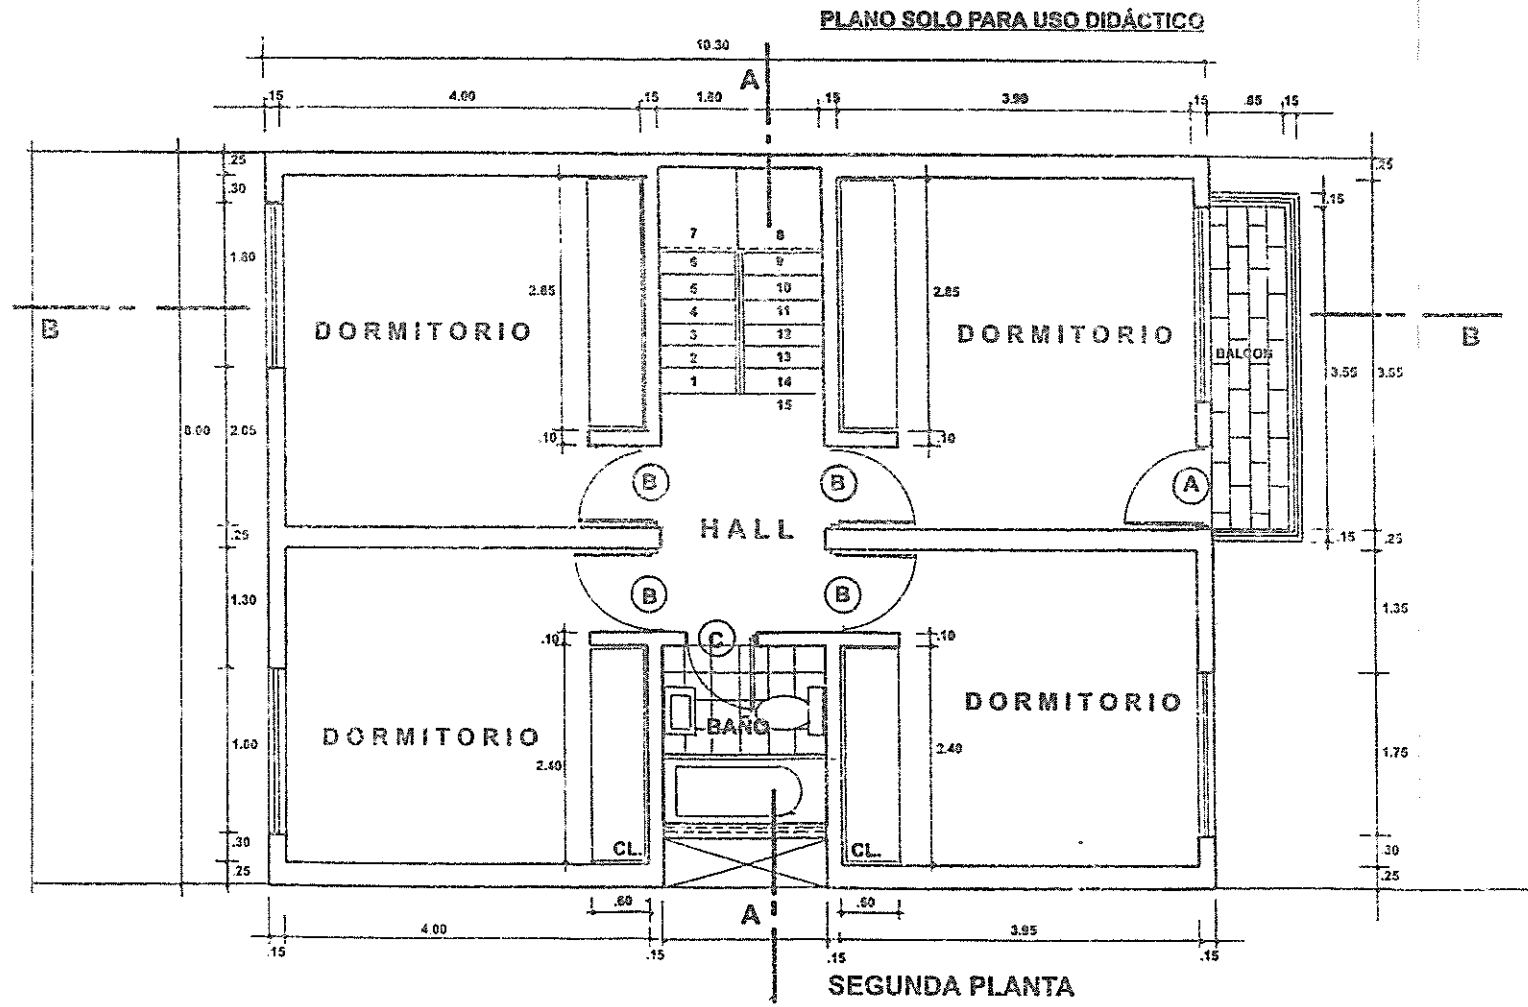 PLANO SOLO PARA USO DIDÁCTICO
10.30
A
.15 4.00 .15 1.80 .15 3.90 .15 .85 .15
.25
.30
1.80
2.05
8.00
.25
1.30
.30
.25
B
DORMITORIO
2.85
.10
7 8
6 9
5 10
4 11
3 12
2 13
1 14
15
2.85
.10
DORMITORIO
BALCON
.15
3.55
.15
.25
3.55
.25
B
B
B
A
HALL
B
B
C
1.35
1.75
.30
.25
.10
2.40
DORMITORIO
CL.
BAÑO
.10
2.40
DORMITORIO
CL.
.60
A
.60
.15 4.00 .15 .15 3.95 .15
SEGUNDA PLANTA